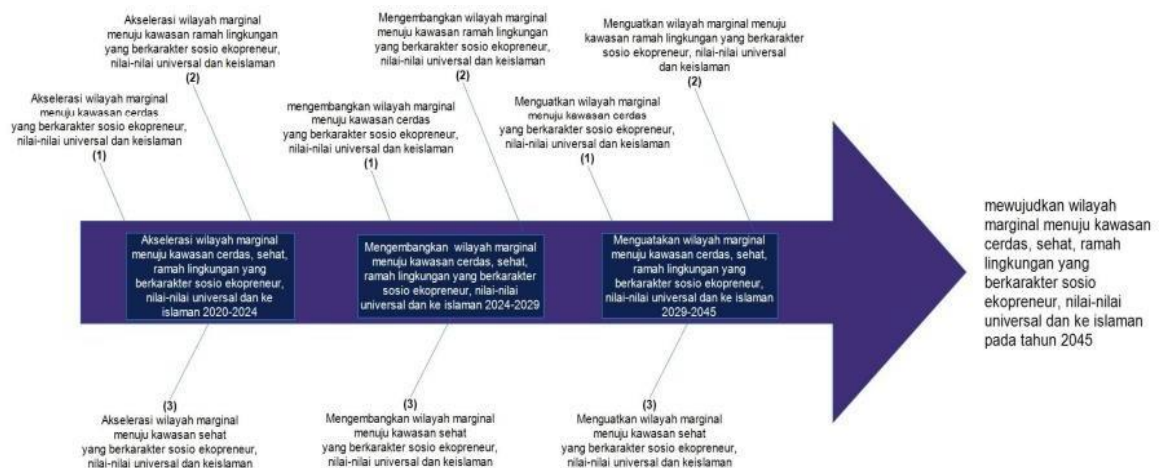 Akselerasi wilayah marginal
menuju kawasan ramah lingkungan
yang berkarakter sosio ekopreneur,
nilai-nilai universal dan keislaman
(2)
Mengembangkan wilayah marginal
menuju kawasan ramah lingkungan
yang berkarakter sosio ekopreneur,
nilai-nilai universal dan keislaman
(2)
Menguatkan wilayah marginal menuju
kawasan ramah lingkungan yang berkarakter
sosio ekopreneur, nilai-nilai universal
dan keislaman
(2)
Akselerasi wilayah marginal
menuju kawasan cerdas
yang berkarakter sosio ekopreneur,
nilai-nilai universal dan keislaman
(1)
mengembangkan wilayah marginal
menuju kawasan cerdas
yang berkarakter sosio ekopreneur,
nilai-nilai universal dan keislaman
(1)
Menguatkan wilayah marginal
menuju kawasan cerdas
yang berkarakter sosio ekopreneur,
nilai-nilai universal dan keislaman
(1)
Akselerasi wilayah marginal
menuju kawasan cerdas, sehat,
ramah lingkungan yang
berkarakter sosio ekopreneur,
nilai-nilai universal dan ke
islaman 2020-2024
Mengembangkan wilayah marginal
menuju kawasan cerdas, sehat,
ramah lingkungan yang berkarakter
sosio ekopreneur, nilai-nilai
universal dan ke islaman 2024-2029
Menguatakan wilayah marginal
menuju kawasan cerdas, sehat,
ramah lingkungan yang
berkarakter sosio ekopreneur,
nilai-nilai universal dan ke islaman
2029-2045
mewujudkan wilayah
marginal menuju kawasan
cerdas, sehat, ramah
lingkungan yang
berkarakter sosio
ekopreneur, nilai-nilai
universal dan ke islaman
pada tahun 2045
(3)
Akselerasi wilayah marginal
menuju kawasan sehat
yang berkarakter sosio ekopreneur,
nilai-nilai universal dan keislaman
(3)
Mengembangkan wilayah marginal
menuju kawasan sehat
yang berkarakter sosio ekopreneur,
nilai-nilai universal dan keislaman
(3)
Menguatkan wilayah marginal
menuju kawasan sehat
yang berkarakter sosio ekopreneur,
nilai-nilai universal dan keislaman